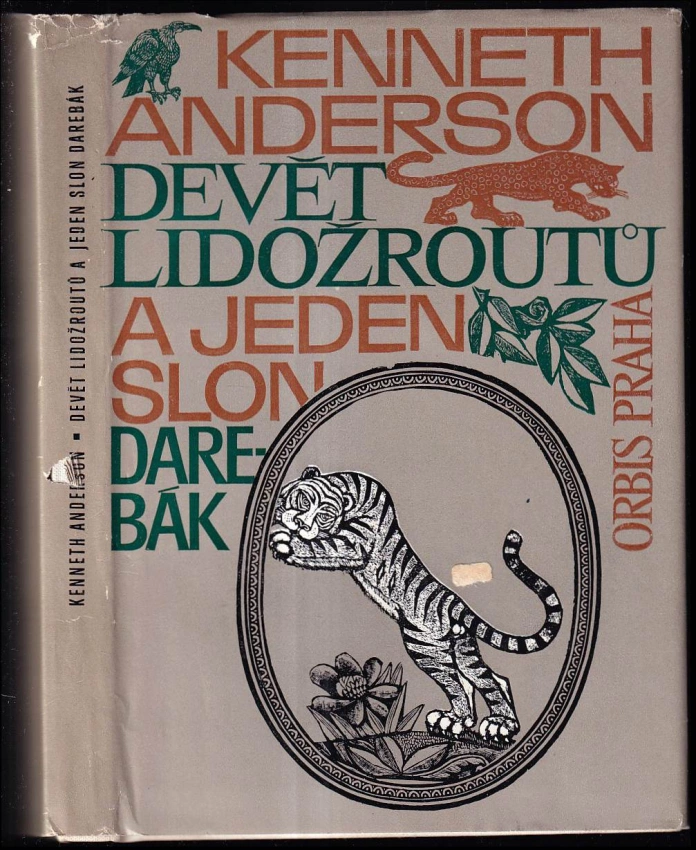 KENNETH
ANDERSON
DEVĚT
LIDOŽROUTŮ
A JEDEN
SLON
DARE-
BÁK
ORBIS PRAHA
KENNETH ANDERSON ▪ DEVĚT LIDOŽROUTŮ A JEDEN SLON DAREBÁK